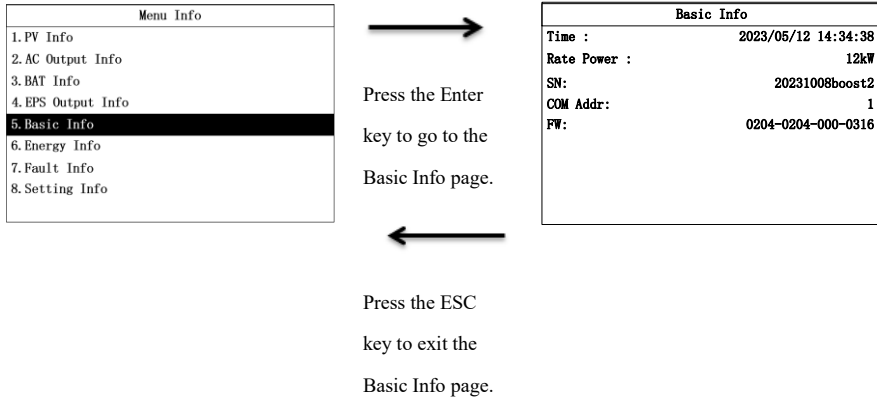 Menu Info
1.PV Info
2.AC Output Info
3.BAT Info
4.EPS Output Info
5.Basic Info
6.Energy Info
7.Fault Info
8.Setting Info
Press the Enter
key to go to the
Basic Info page.
Press the ESC
key to exit the
Basic Info page.
Basic Info
Time : 2023/05/12 14:34:38
Rate Power : 12kW
SN: 20231008boost2
COM Addr: 1
FW: 0204-0204-000-0316